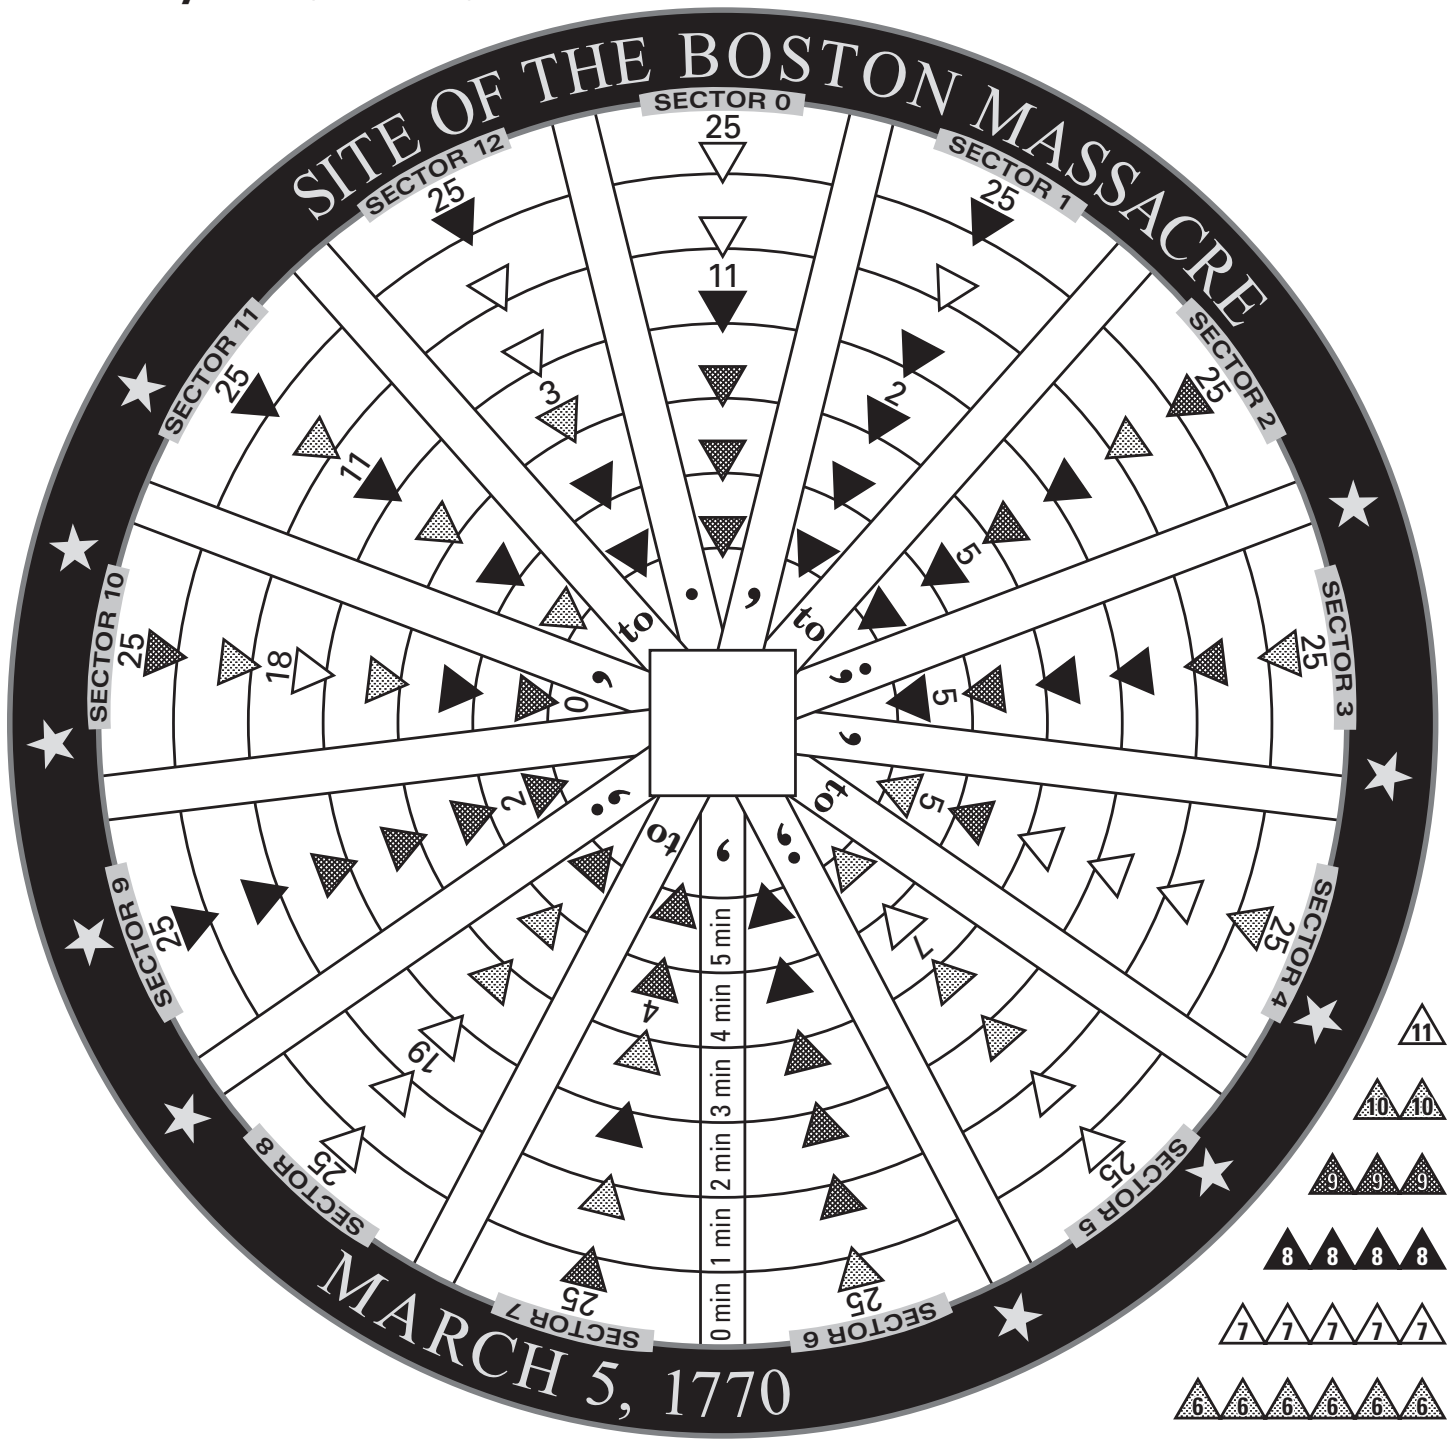 SITE OF THE BOSTON MASSACRE
SECTOR 0
25
11
SECTOR 1
25
2
SECTOR 2
25
5
SECTOR 3
25
5
SECTOR 4
25
5
SECTOR 5
25
7
SECTOR 6
25
SECTOR 7
25
4
SECTOR 8
25
19
SECTOR 9
25
2
SECTOR 10
25
18
0
SECTOR 11
25
11
SECTOR 12
25
3
.
,
to
,:
,
to
,:
,
to
,:
,
to
5 min
4 min
3 min
2 min
1 min
0 min
MARCH 5, 1770
11
10 10
9 9 9
8 8 8 8
7 7 7 7 7
6 6 6 6 6 6